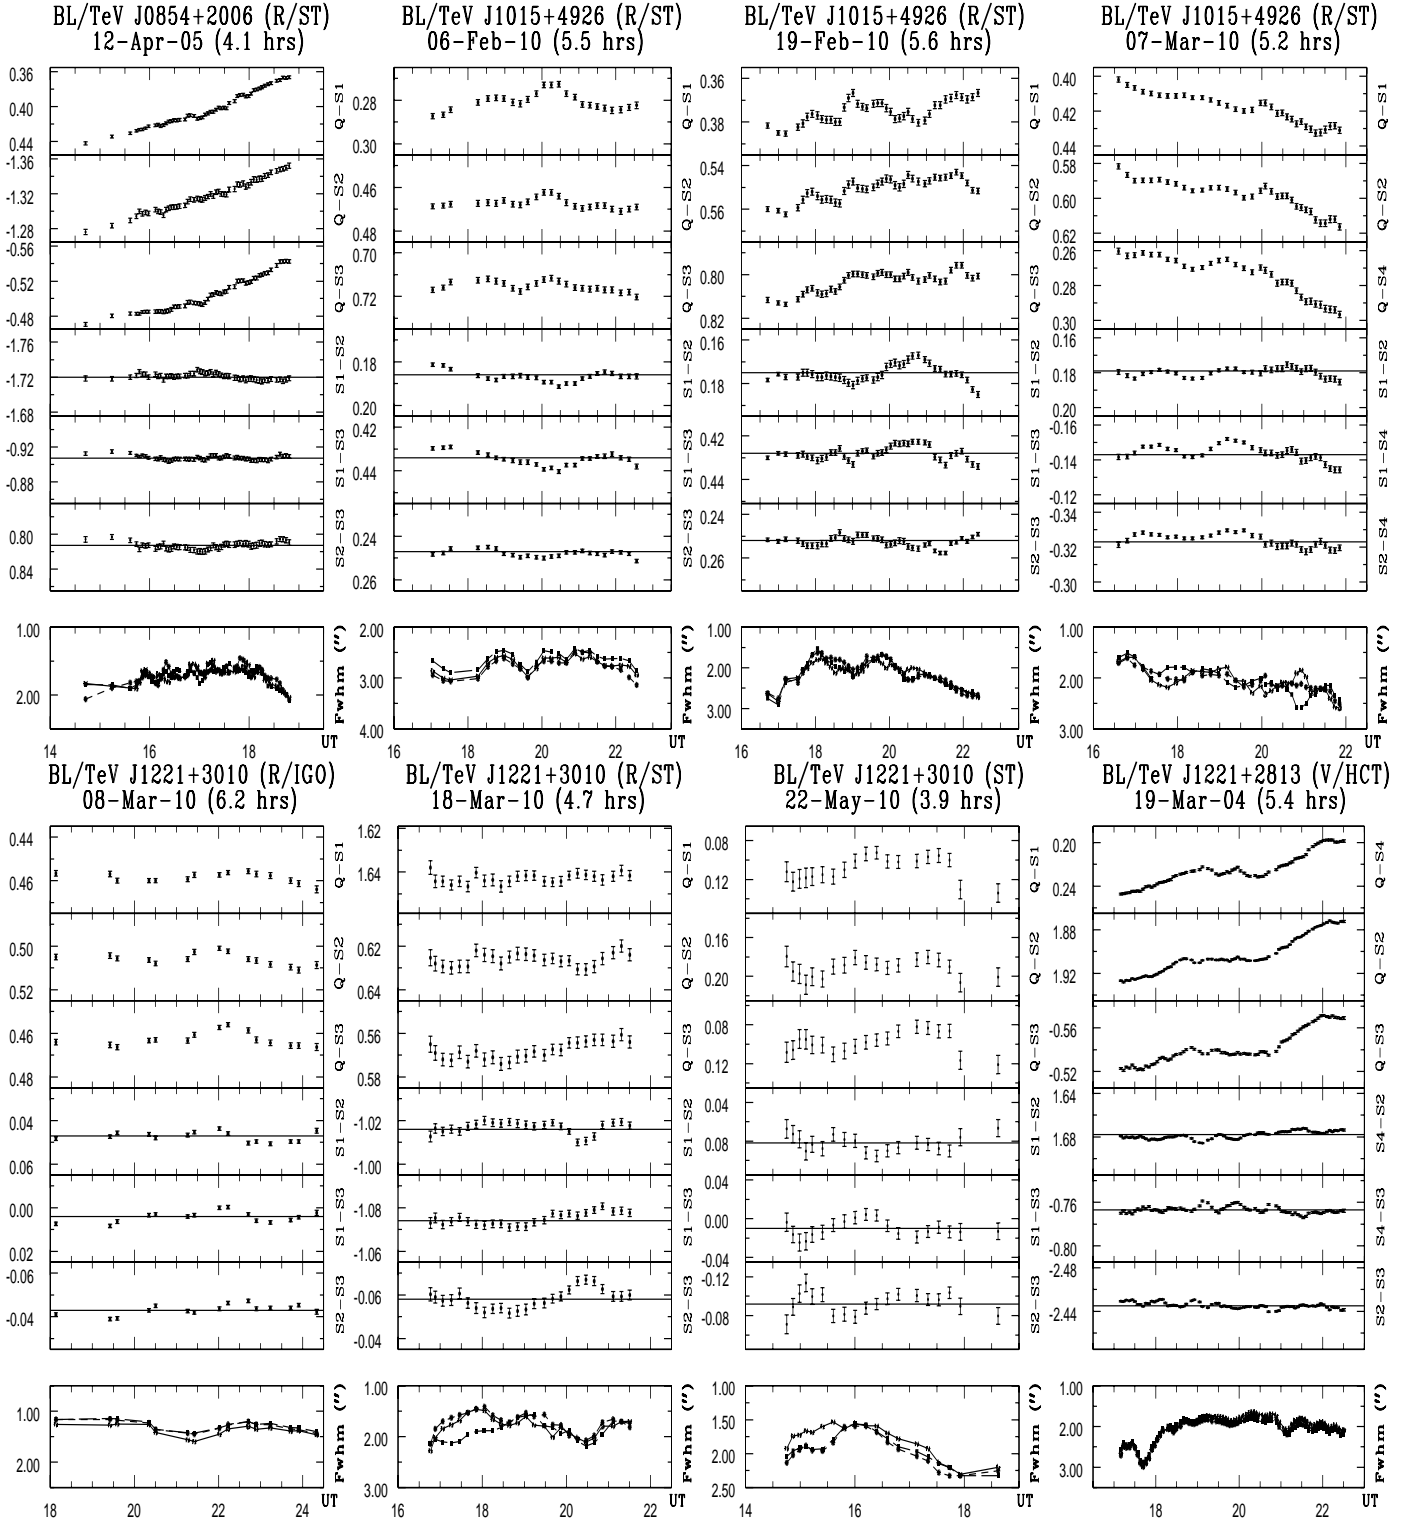 BL/TeV J0854+2006 (R/ST)
12-Apr-05 (4.1 hrs)
0.36
0.40
0.44
Q-S1
-1.36
-1.32
-1.28
Q-S2
-0.56
-0.52
-0.48
Q-S3
-1.76
-1.72
-1.68
S1-S2
-0.92
-0.88
S1-S3
0.80
0.84
S2-S3
1.00
2.00
Fwhm (")
14 16 18
UT
BL/TeV J1015+4926 (R/ST)
06-Feb-10 (5.5 hrs)
0.28
0.30
Q-S1
0.46
0.48
Q-S2
0.70
0.72
Q-S3
0.18
0.20
S1-S2
0.42
0.44
S1-S3
0.24
0.26
S2-S3
2.00
3.00
4.00
Fwhm (")
16 18 20 22
UT
BL/TeV J1015+4926 (R/ST)
19-Feb-10 (5.6 hrs)
0.36
0.38
Q-S1
0.54
0.56
Q-S2
0.80
0.82
Q-S3
0.16
0.18
S1-S2
0.42
0.44
S1-S3
0.24
0.26
S2-S3
1.00
2.00
3.00
Fwhm (")
16 18 20 22
UT
BL/TeV J1015+4926 (R/ST)
07-Mar-10 (5.2 hrs)
0.40
0.42
0.44
Q-S1
0.58
0.60
0.62
Q-S2
0.26
0.28
0.30
Q-S4
0.16
0.18
0.20
S1-S2
-0.16
-0.14
-0.12
S1-S4
-0.34
-0.32
-0.30
S2-S4
1.00
2.00
3.00
Fwhm (")
16 18 20 22
UT
BL/TeV J1221+3010 (R/IGO)
08-Mar-10 (6.2 hrs)
0.44
0.46
Q-S1
0.50
0.52
Q-S2
0.46
0.48
Q-S3
0.04
0.06
S1-S2
0.00
0.02
S1-S3
-0.06
-0.04
S2-S3
1.00
2.00
Fwhm (")
18 19 20 21 22 23 24
UT
BL/TeV J1221+3010 (R/ST)
18-Mar-10 (4.7 hrs)
1.62
1.64
Q-S1
0.62
0.64
Q-S2
0.56
0.58
Q-S3
-1.02
-1.00
S1-S2
-1.08
-1.06
S1-S3
-0.06
-0.04
S2-S3
1.00
2.00
3.00
Fwhm (")
16 18 20 22
UT
BL/TeV J1221+3010 (ST)
22-May-10 (3.9 hrs)
0.08
0.12
Q-S1
0.16
0.20
Q-S2
0.08
0.12
Q-S3
0.04
0.08
S1-S2
0.04
0.00
-0.04
S1-S3
-0.12
-0.08
S2-S3
1.00
1.50
2.00
2.50
Fwhm (")
14 16 18
UT
BL/TeV J1221+2813 (V/HCT)
19-Mar-04 (5.4 hrs)
0.20
0.24
Q-S4
1.88
1.92
Q-S2
-0.56
-0.52
Q-S3
1.64
1.68
S4-S2
-0.76
-0.80
S4-S3
-2.48
-2.44
S2-S3
1.00
2.00
3.00
Fwhm (")
18 20 22
UT